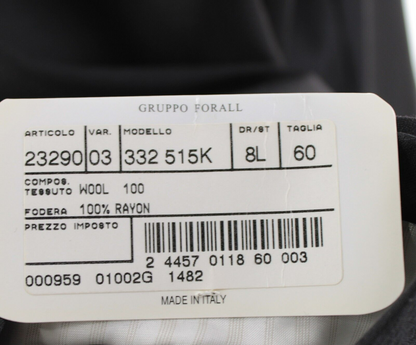 GRUPPO FORALL
ARTICOLO VAR. MODELLO DR/ST TAGLIA
23290 03 332 515K 8L 60
COMPOS.
TESSUTO WOOL 100
FODERA 100% RAYON
PREZZO IMPOSTO
2 4457 0118 60 003
000959 01002G 1482
MADE IN ITALY